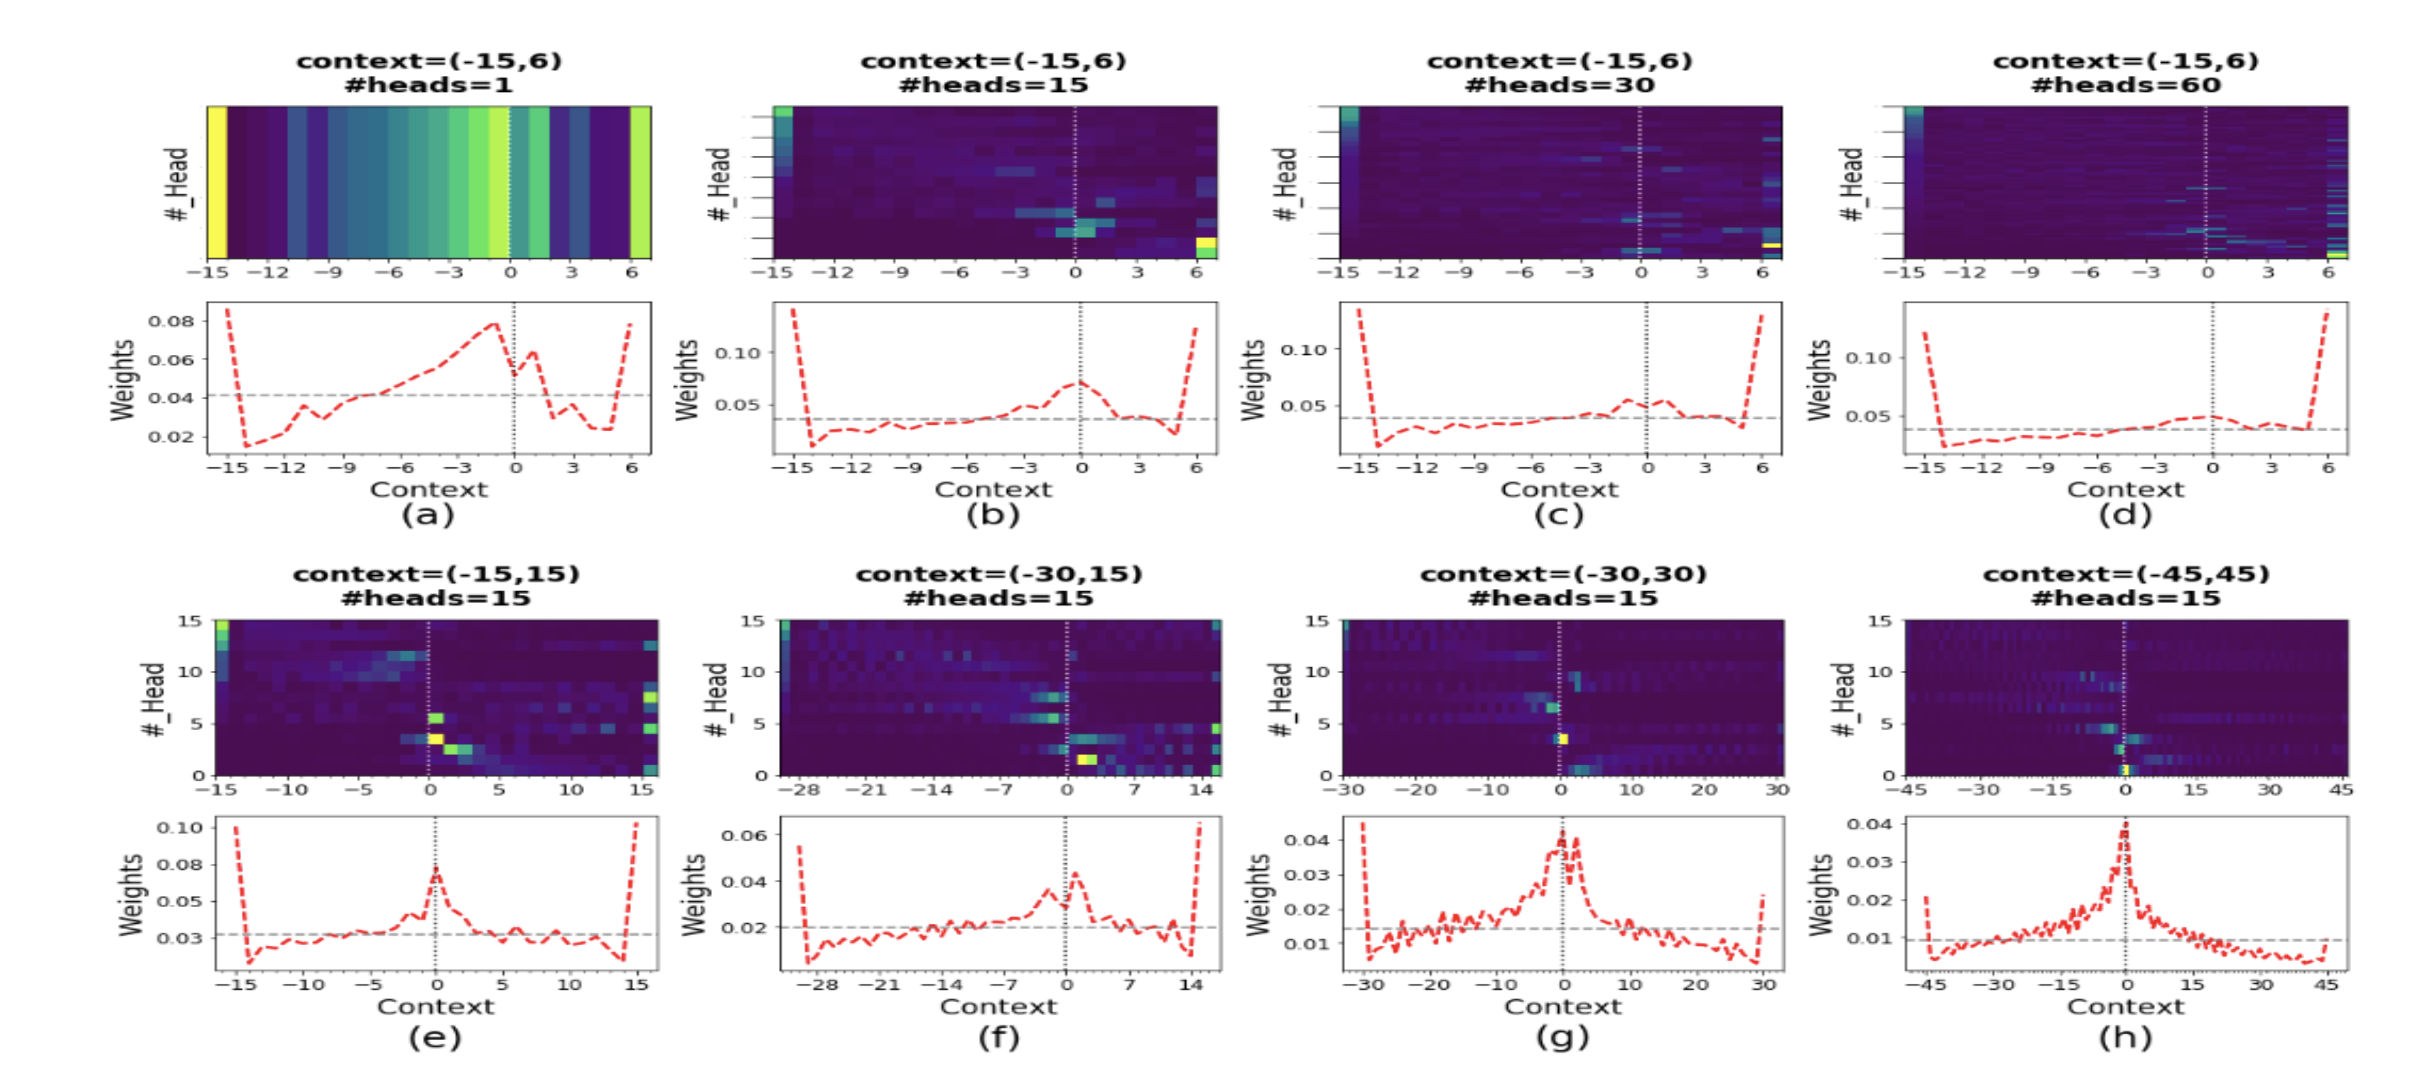 context=(-15,6)
#heads=1
#_Head
−15 −12 −9 −6 −3 0 3 6
Weights
0.08
0.06
0.04
0.02
−15 −12 −9 −6 −3 0 3 6
Context
(a)
context=(-15,6)
#heads=15
#_Head
−15 −12 −9 −6 −3 0 3 6
Weights
0.10
0.05
−15 −12 −9 −6 −3 0 3 6
Context
(b)
context=(-15,6)
#heads=30
#_Head
−15 −12 −9 −6 −3 0 3 6
Weights
0.10
0.05
−15 −12 −9 −6 −3 0 3 6
Context
(c)
context=(-15,6)
#heads=60
#_Head
−15 −12 −9 −6 −3 0 3 6
Weights
0.10
0.05
−15 −12 −9 −6 −3 0 3 6
Context
(d)
context=(-15,15)
#heads=15
#_Head
15
10
5
0
−15 −10 −5 0 5 10 15
Weights
0.10
0.08
0.05
0.03
−15 −10 −5 0 5 10 15
Context
(e)
context=(-30,15)
#heads=15
#_Head
15
10
5
0
−28 −21 −14 −7 0 7 14
Weights
0.06
0.04
0.02
−28 −21 −14 −7 0 7 14
Context
(f)
context=(-30,30)
#heads=15
#_Head
15
10
5
0
−30 −20 −10 0 10 20 30
Weights
0.04
0.03
0.02
0.01
−30 −20 −10 0 10 20 30
Context
(g)
context=(-45,45)
#heads=15
#_Head
15
10
5
0
−45 −30 −15 0 15 30 45
Weights
0.04
0.03
0.02
0.01
−45 −30 −15 0 15 30 45
Context
(h)